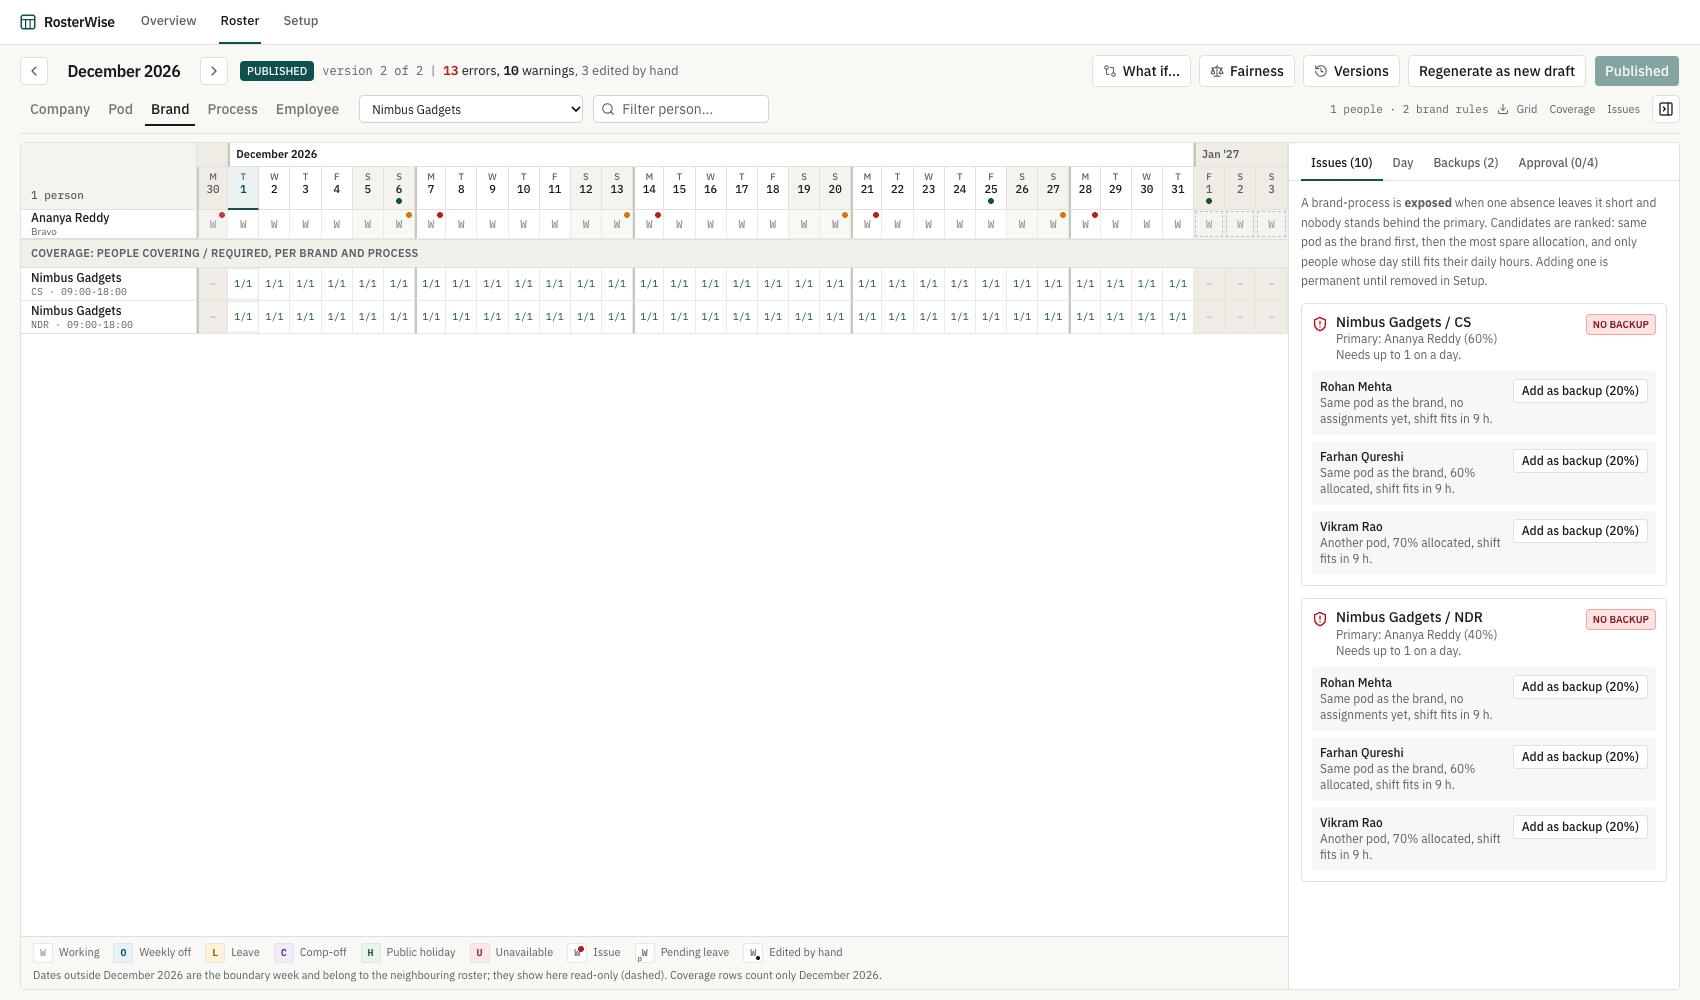 RosterWise
Overview
Roster
Setup
December 2026
PUBLISHED
version 2 of 2 | 13 errors, 10 warnings, 3 edited by hand
What if...
Fairness
Versions
Regenerate as new draft
Published
Company
Pod
Brand
Process
Employee
Nimbus Gadgets
Filter person...
1 people · 2 brand rules
Grid
Coverage
Issues
December 2026
Jan '27
1 person
M T W T F S S M T W T F S S M T W T F S S M T W T F S S M T W T F S S
30 1 2 3 4 5 6 7 8 9 10 11 12 13 14 15 16 17 18 19 20 21 22 23 24 25 26 27 28 29 30 31 1 2 3
Ananya Reddy
Bravo
W W W W W W W W W W W W W W W W W W W W W W W W W W W W W W W W W W W
COVERAGE: PEOPLE COVERING / REQUIRED, PER BRAND AND PROCESS
Nimbus Gadgets
CS · 09:00-18:00
– 1/1 1/1 1/1 1/1 1/1 1/1 1/1 1/1 1/1 1/1 1/1 1/1 1/1 1/1 1/1 1/1 1/1 1/1 1/1 1/1 1/1 1/1 1/1 1/1 1/1 1/1 1/1 1/1 1/1 1/1 1/1 – – –
Nimbus Gadgets
NDR · 09:00-18:00
– 1/1 1/1 1/1 1/1 1/1 1/1 1/1 1/1 1/1 1/1 1/1 1/1 1/1 1/1 1/1 1/1 1/1 1/1 1/1 1/1 1/1 1/1 1/1 1/1 1/1 1/1 1/1 1/1 1/1 1/1 1/1 – – –
W Working
O Weekly off
L Leave
C Comp-off
H Public holiday
U Unavailable
W Issue
W p Pending leave
W Edited by hand
Dates outside December 2026 are the boundary week and belong to the neighbouring roster; they show here read-only (dashed). Coverage rows count only December 2026.
Issues (10)
Day
Backups (2)
Approval (0/4)
A brand-process is exposed when one absence leaves it short and
nobody stands behind the primary. Candidates are ranked: same
pod as the brand first, then the most spare allocation, and only
people whose day still fits their daily hours. Adding one is
permanent until removed in Setup.
Nimbus Gadgets / CS
NO BACKUP
Primary: Ananya Reddy (60%)
Needs up to 1 on a day.
Rohan Mehta
Add as backup (20%)
Same pod as the brand, no
assignments yet, shift fits in 9 h.
Farhan Qureshi
Add as backup (20%)
Same pod as the brand, 60%
allocated, shift fits in 9 h.
Vikram Rao
Add as backup (20%)
Another pod, 70% allocated, shift
fits in 9 h.
Nimbus Gadgets / NDR
NO BACKUP
Primary: Ananya Reddy (40%)
Needs up to 1 on a day.
Rohan Mehta
Add as backup (20%)
Same pod as the brand, no
assignments yet, shift fits in 9 h.
Farhan Qureshi
Add as backup (20%)
Same pod as the brand, 60%
allocated, shift fits in 9 h.
Vikram Rao
Add as backup (20%)
Another pod, 70% allocated, shift
fits in 9 h.